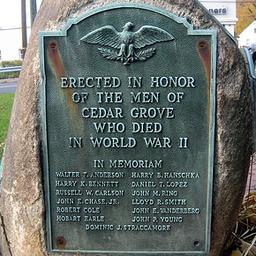 ners
ERECTED IN HONOR
OF THE MEN OF
CEDAR GROVE
WHO DIED
IN WORLD WAR II
IN MEMORIAM
WALTER T. ANDERSON HARRY E. HANSCHKA
HARRY K. BENNETT DANIEL T. LOPEZ
RUSSELL W. CARLSON JOHN M. RING
JOHN E. CHASE, JR. LLOYD R. SMITH
ROBERT COLE JOHN E. VANDERBERG
HOBART EARLE JOHN P. YOUNG
DOMINIC J. STRACCAMORE